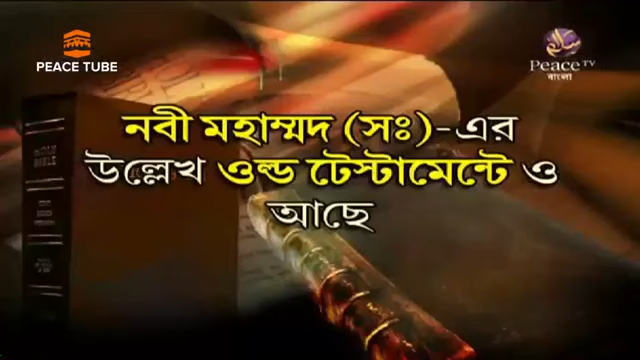 PEACE TUBE
Peace TV
বাংলা
নবী মহাম্মদ (সঃ)-এর
উল্লেখ ওল্ড টেস্টামেন্টে ও
আছে
HOLY
BIBLE